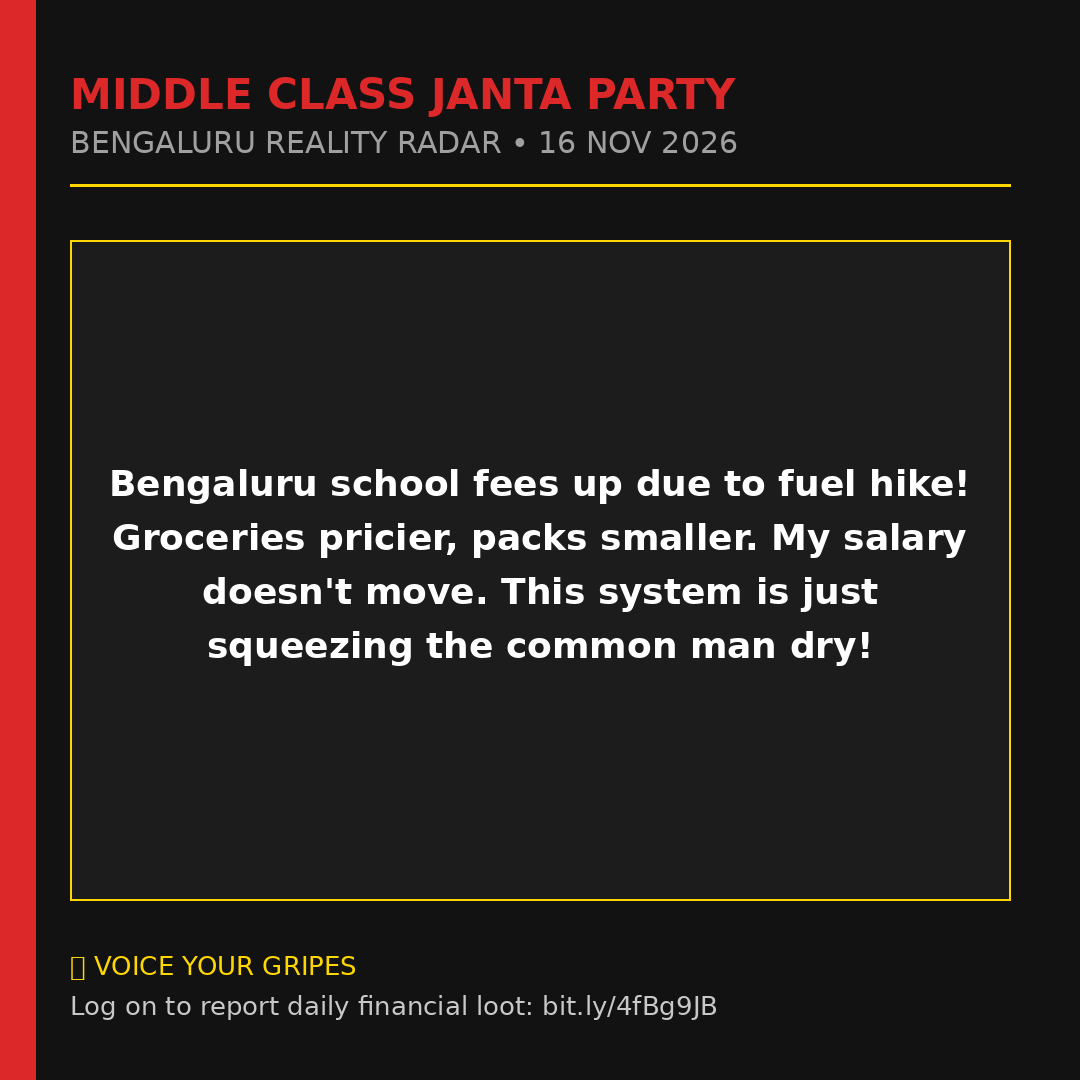 MIDDLE CLASS JANTA PARTY
BENGALURU REALITY RADAR • 16 NOV 2026
Bengaluru school fees up due to fuel hike!
Groceries pricier, packs smaller. My salary
doesn't move. This system is just
squeezing the common man dry!
VOICE YOUR GRIPES
Log on to report daily financial loot: bit.ly/4fBg9JB